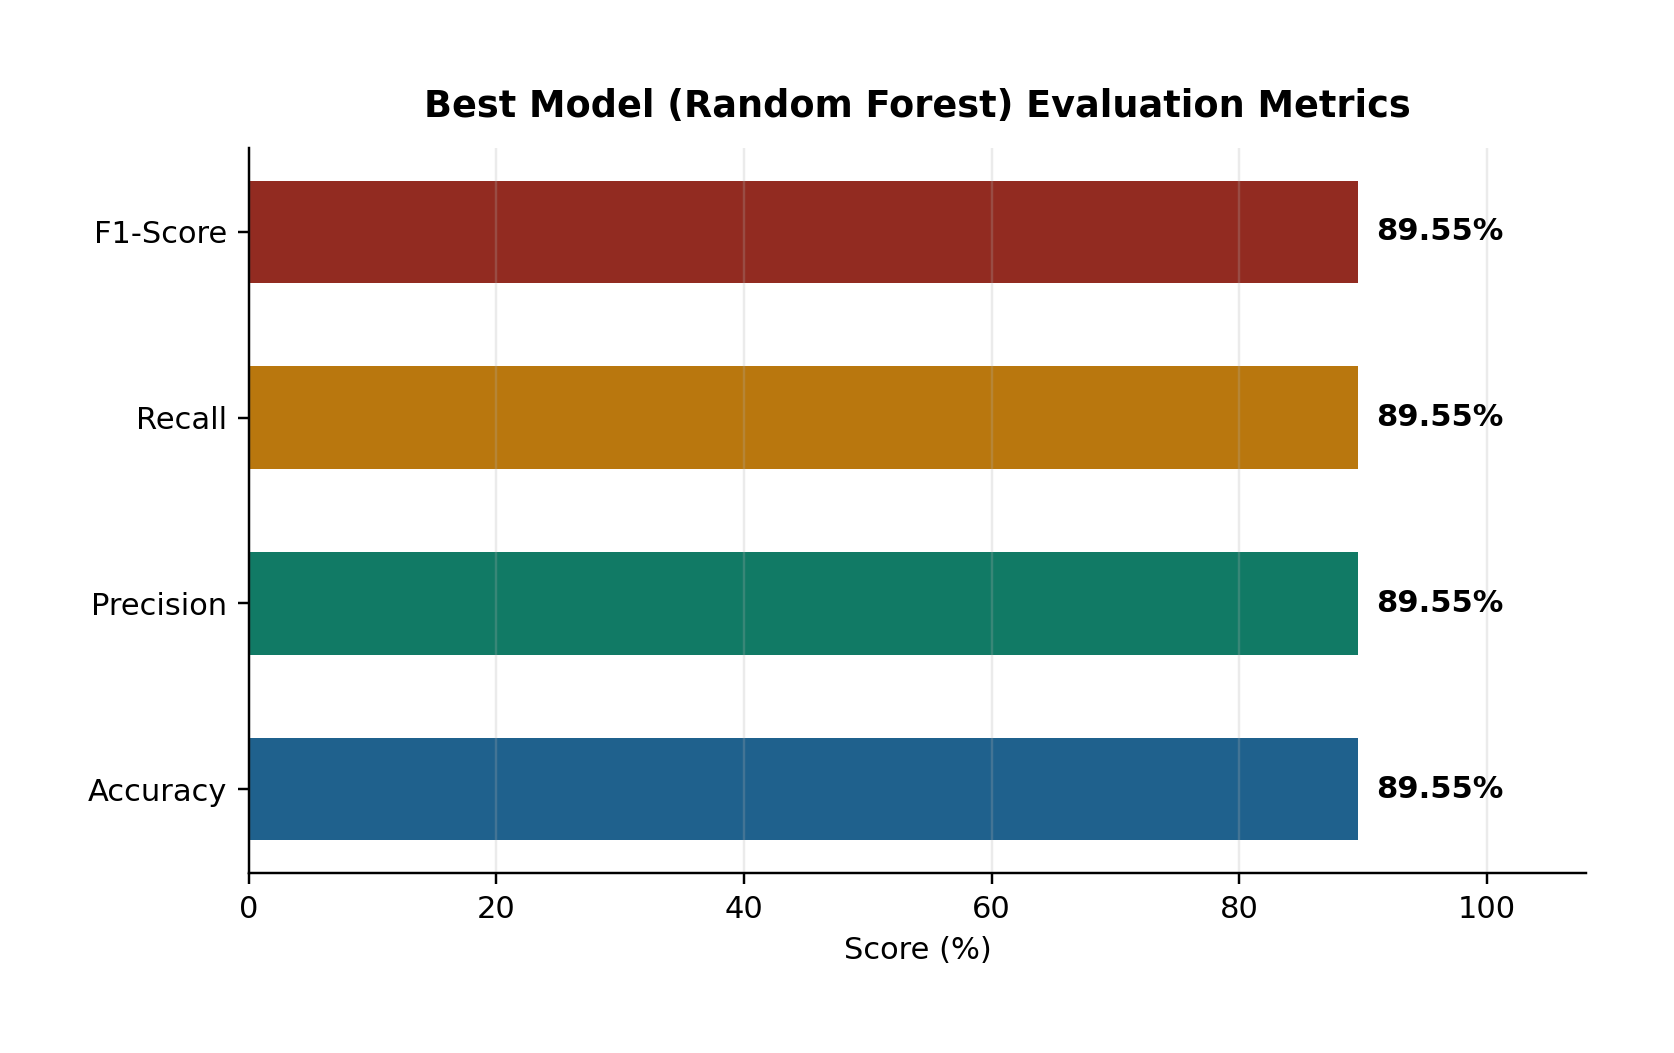 Best Model (Random Forest) Evaluation Metrics
F1-Score 89.55%
Recall 89.55%
Precision 89.55%
Accuracy 89.55%
0 20 40 60 80 100
Score (%)